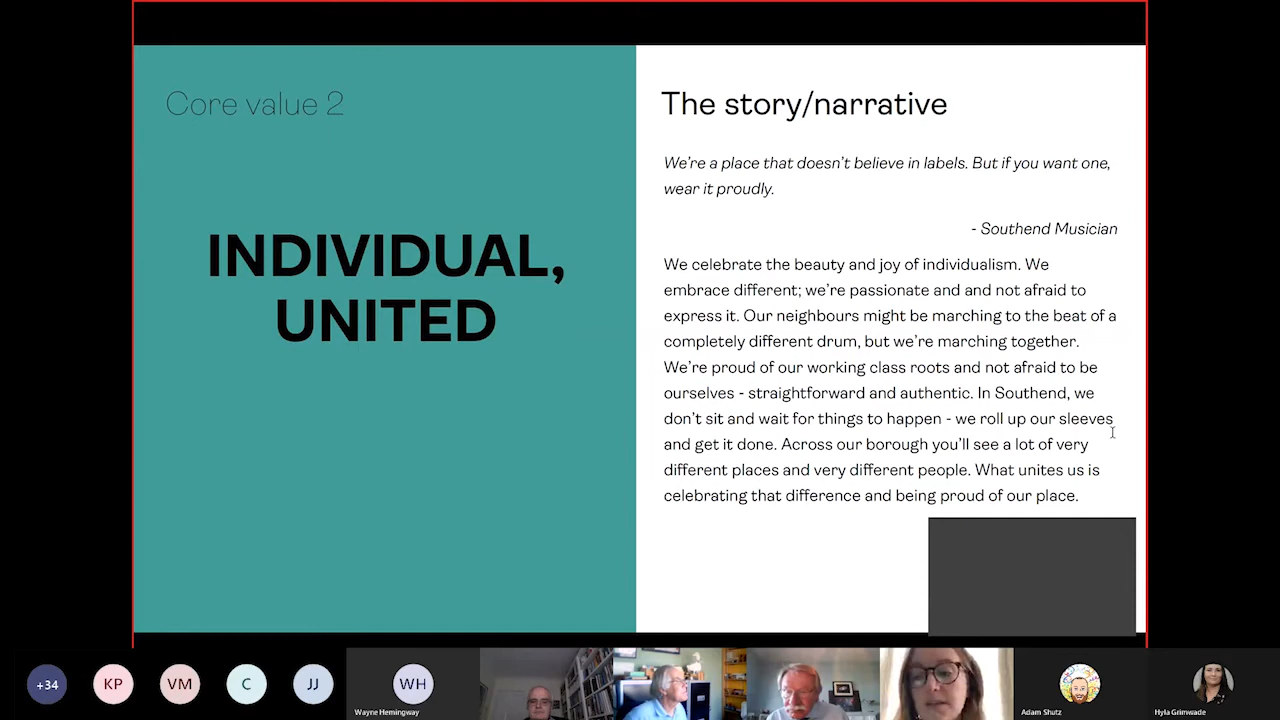 Core value 2
INDIVIDUAL,
UNITED
The story/narrative
We're a place that doesn't believe in labels. But if you want one,
wear it proudly.
- Southend Musician
We celebrate the beauty and joy of individualism. We
embrace different; we're passionate and and not afraid to
express it. Our neighbours might be marching to the beat of a
completely different drum, but we're marching together.
We're proud of our working class roots and not afraid to be
ourselves - straightforward and authentic. In Southend, we
don't sit and wait for things to happen - we roll up our sleeves
and get it done. Across our borough you'll see a lot of very
different places and very different people. What unites us is
celebrating that difference and being proud of our place.
+34
KP
VM
C
JJ
WH
Wayne Hemingway
Adam Shutz
Hyla Grimwade